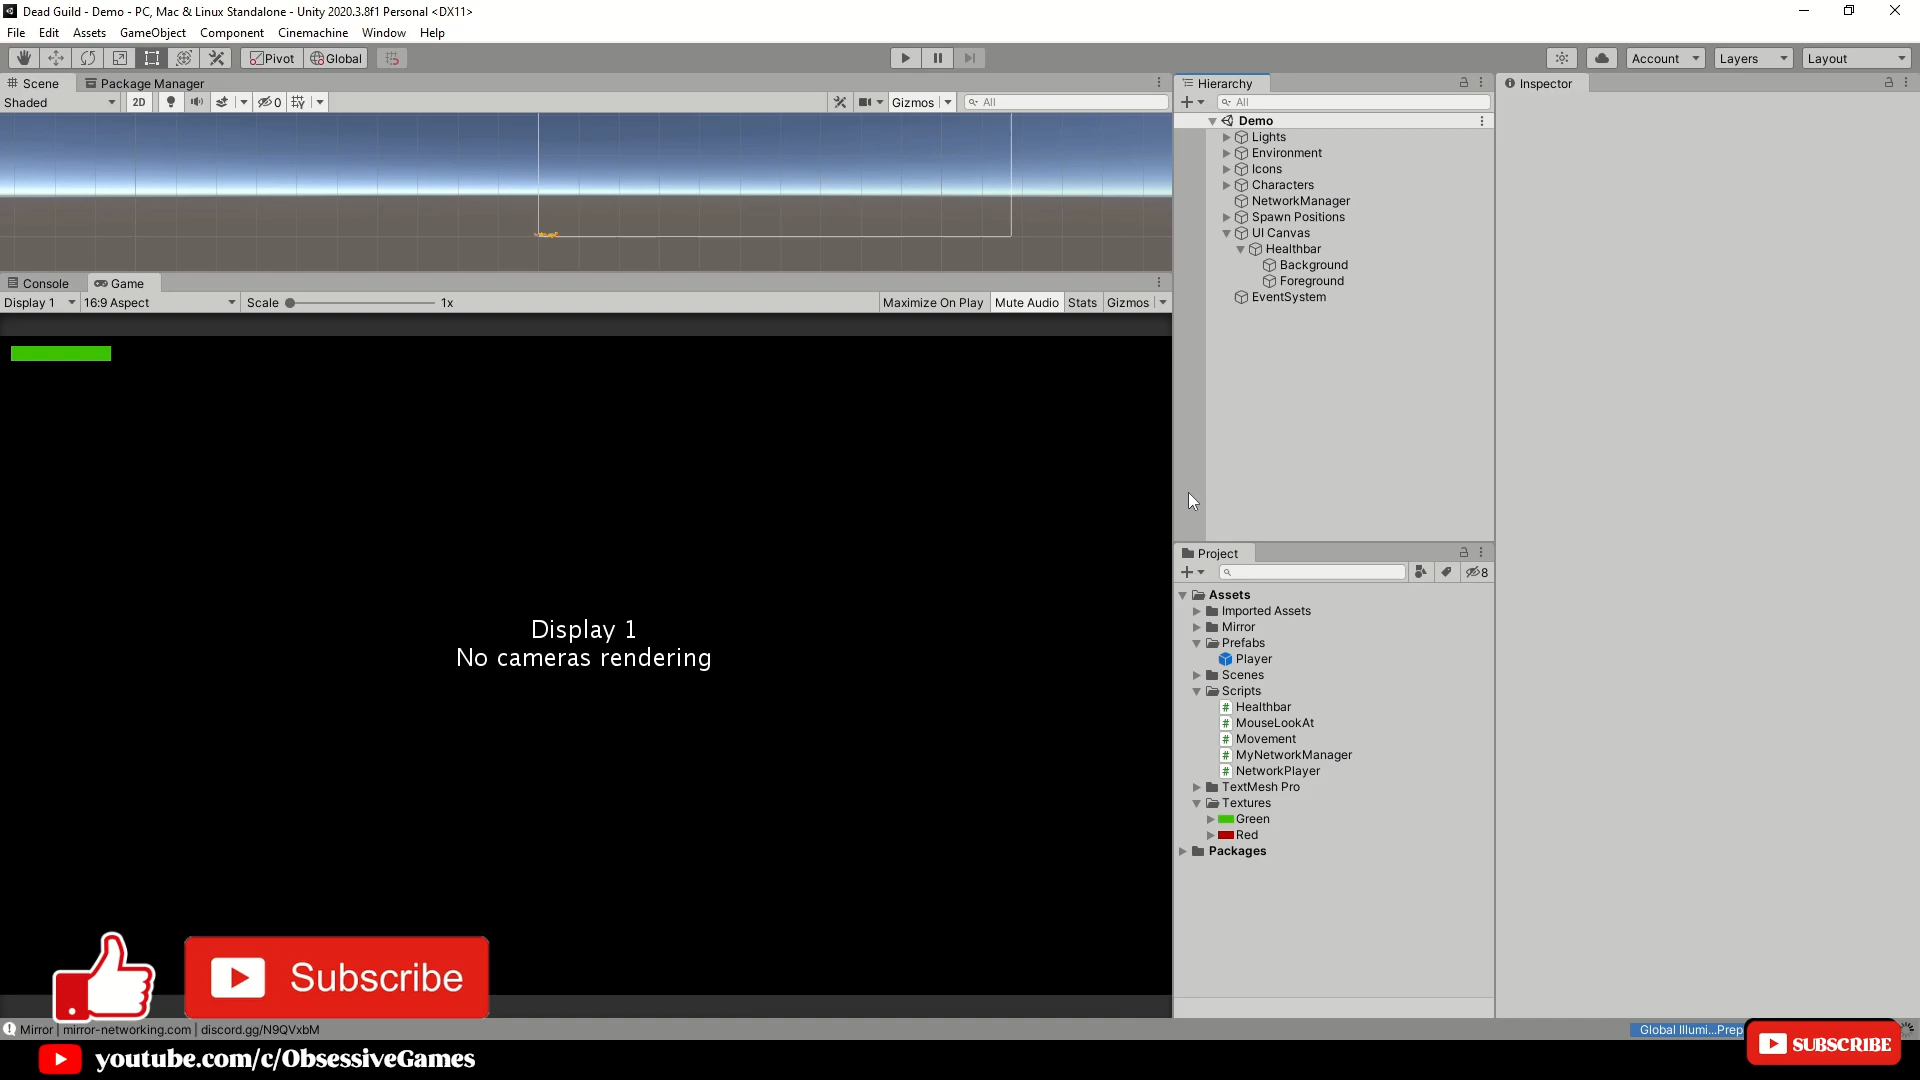 Dead Guild - Demo - PC, Mac & Linux Standalone - Unity 2020.3.8f1 Personal <DX11>
File Edit Assets GameObject Component Cinemachine Window Help
Pivot Global Account Layers Layout
Scene Package Manager
Shaded 2D 0 Gizmos All
Console Game
Display 1 16:9 Aspect Scale 1x Maximize On Play Mute Audio Stats Gizmos
Display 1
No cameras rendering
Hierarchy
All
Demo
Lights
Environment
Icons
Characters
NetworkManager
Spawn Positions
UI Canvas
Healthbar
Background
Foreground
EventSystem
Project
8
Assets
Imported Assets
Mirror
Prefabs
Player
Scenes
Scripts
Healthbar
MouseLookAt
Movement
MyNetworkManager
NetworkPlayer
TextMesh Pro
Textures
Green
Red
Packages
Inspector
Subscribe
Mirror | mirror-networking.com | discord.gg/N9QVxbM
Global Illumi...Prep
SUBSCRIBE
youtube.com/c/ObsessiveGames